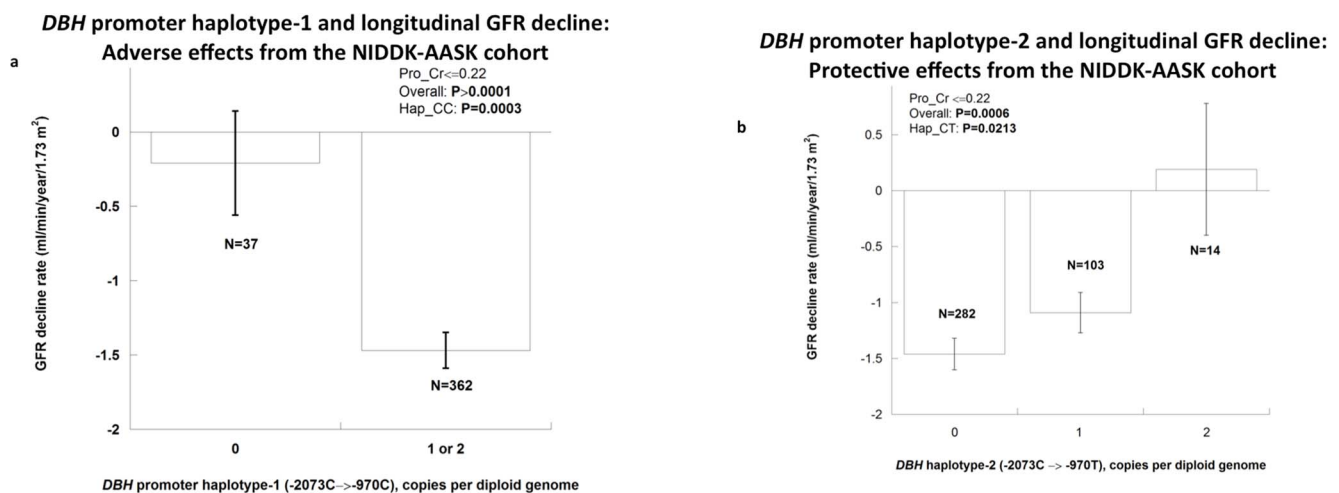 DBH promoter haplotype-1 and longitudinal GFR decline:
Adverse effects from the NIDDK-AASK cohort
a
Pro_Cr<=0.22
Overall: P>0.0001
Hap_CC: P=0.0003
GFR decline rate (ml/min/year/1.73 m²)
0
-0.5
-1
-1.5
-2
N=37
N=362
0
1 or 2
DBH promoter haplotype-1 (-2073C–>-970C), copies per diploid genome
DBH promoter haplotype-2 and longitudinal GFR decline:
Protective effects from the NIDDK-AASK cohort
b
Pro_Cr <=0.22
Overall: P=0.0006
Hap_CT: P=0.0213
GFR decline rate (ml/min/year/1.73 m²)
0.5
0
-0.5
-1
-1.5
-2
N=282
N=103
N=14
0
1
2
DBH haplotype-2 (-2073C –> -970T), copies per diploid genome